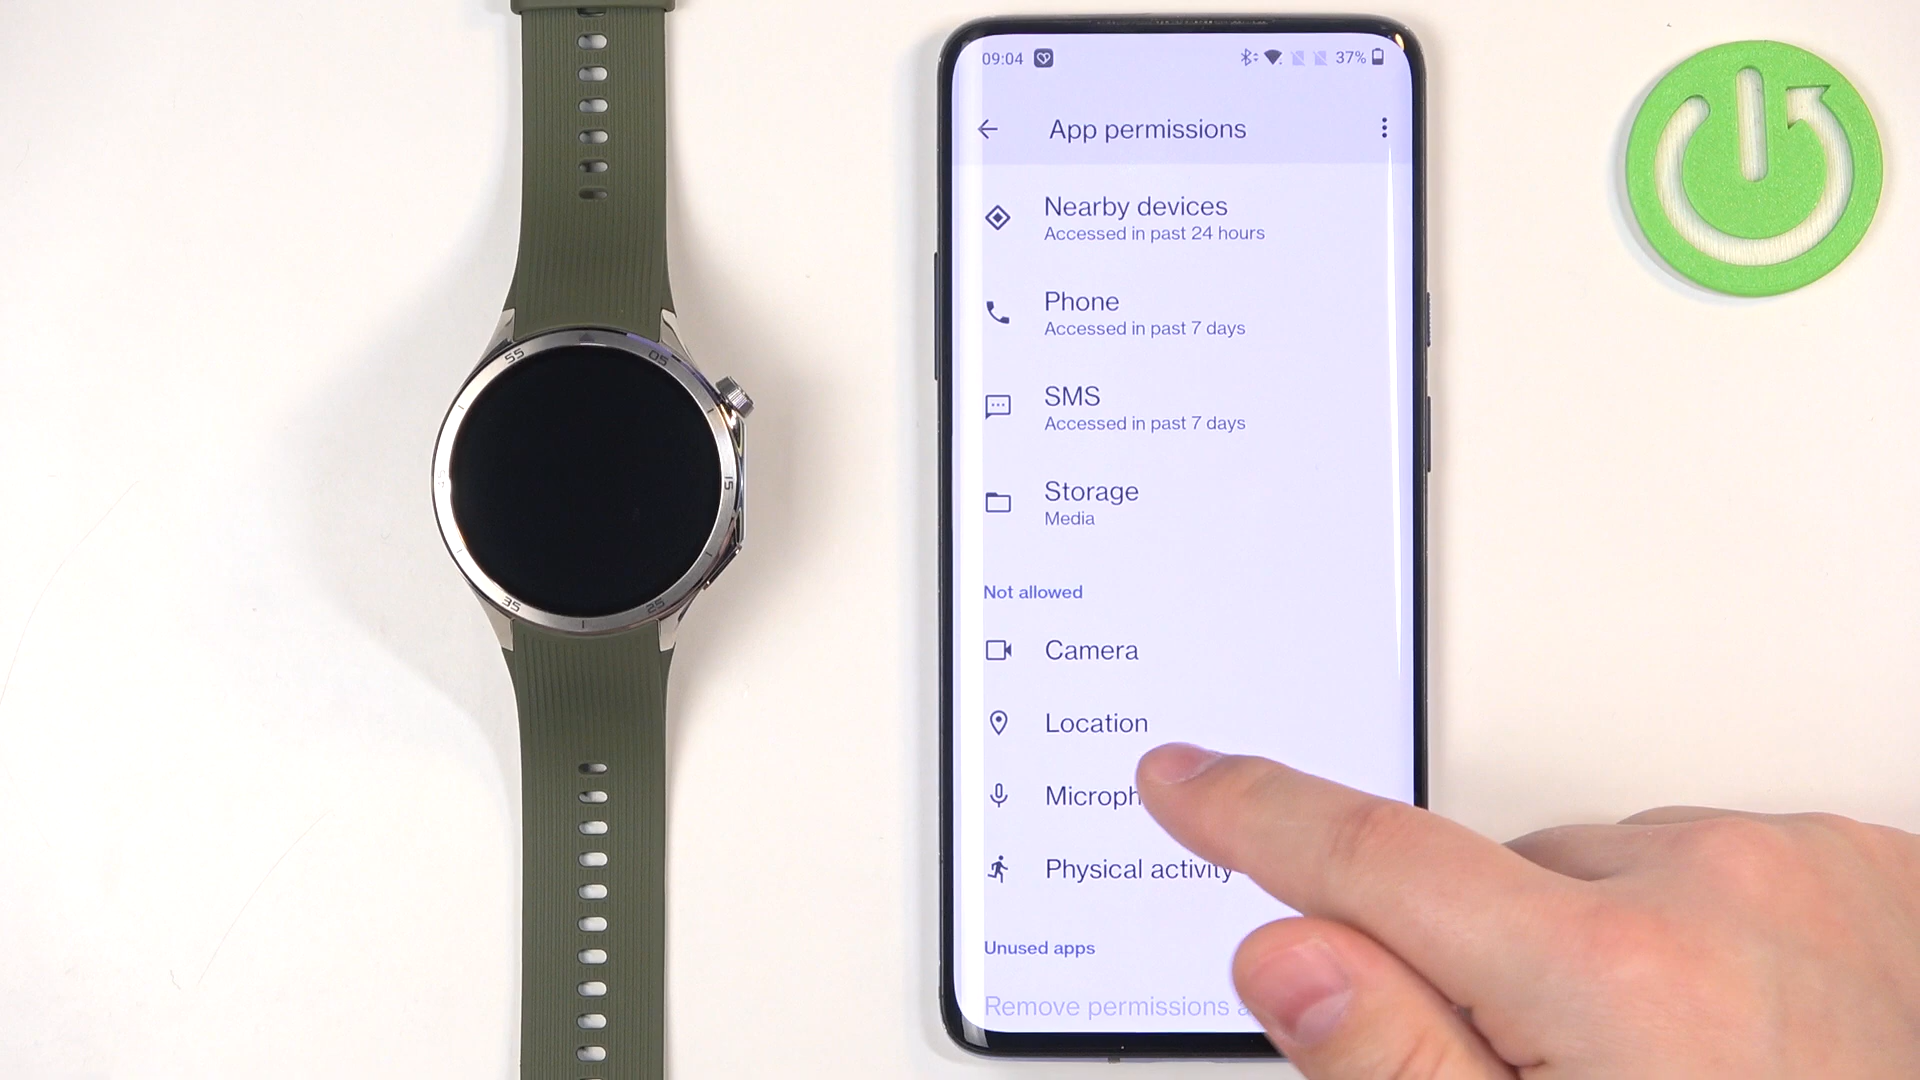 09:04
37%
App permissions
Nearby devices
Accessed in past 24 hours
Phone
Accessed in past 7 days
SMS
Accessed in past 7 days
Storage
Media
Not allowed
Camera
Location
Microph
Physical activity
Unused apps
Remove permissions a
55
05
45
15
35
25